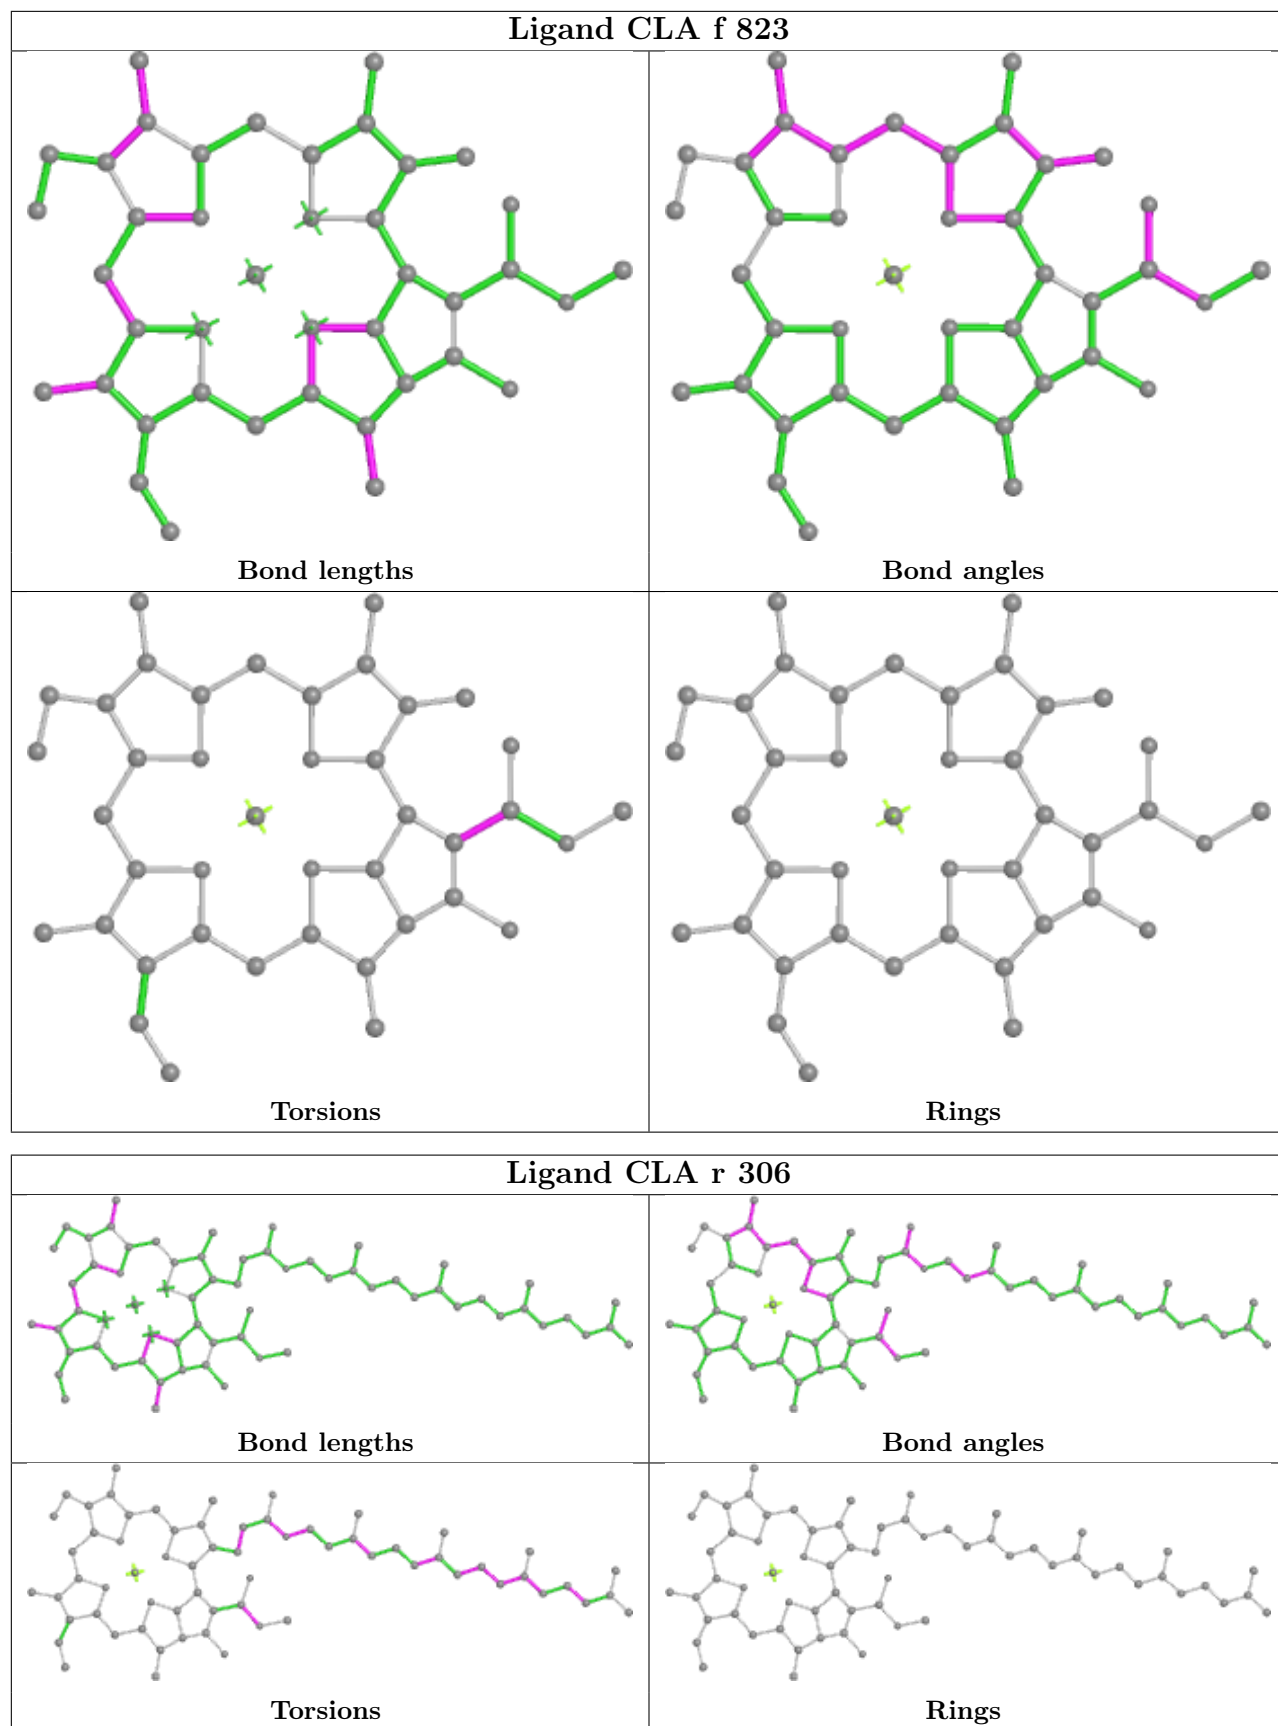 Ligand CLA f 823
Bond lengths
Bond angles
Torsions
Rings
Ligand CLA r 306
Bond lengths
Bond angles
Torsions
Rings